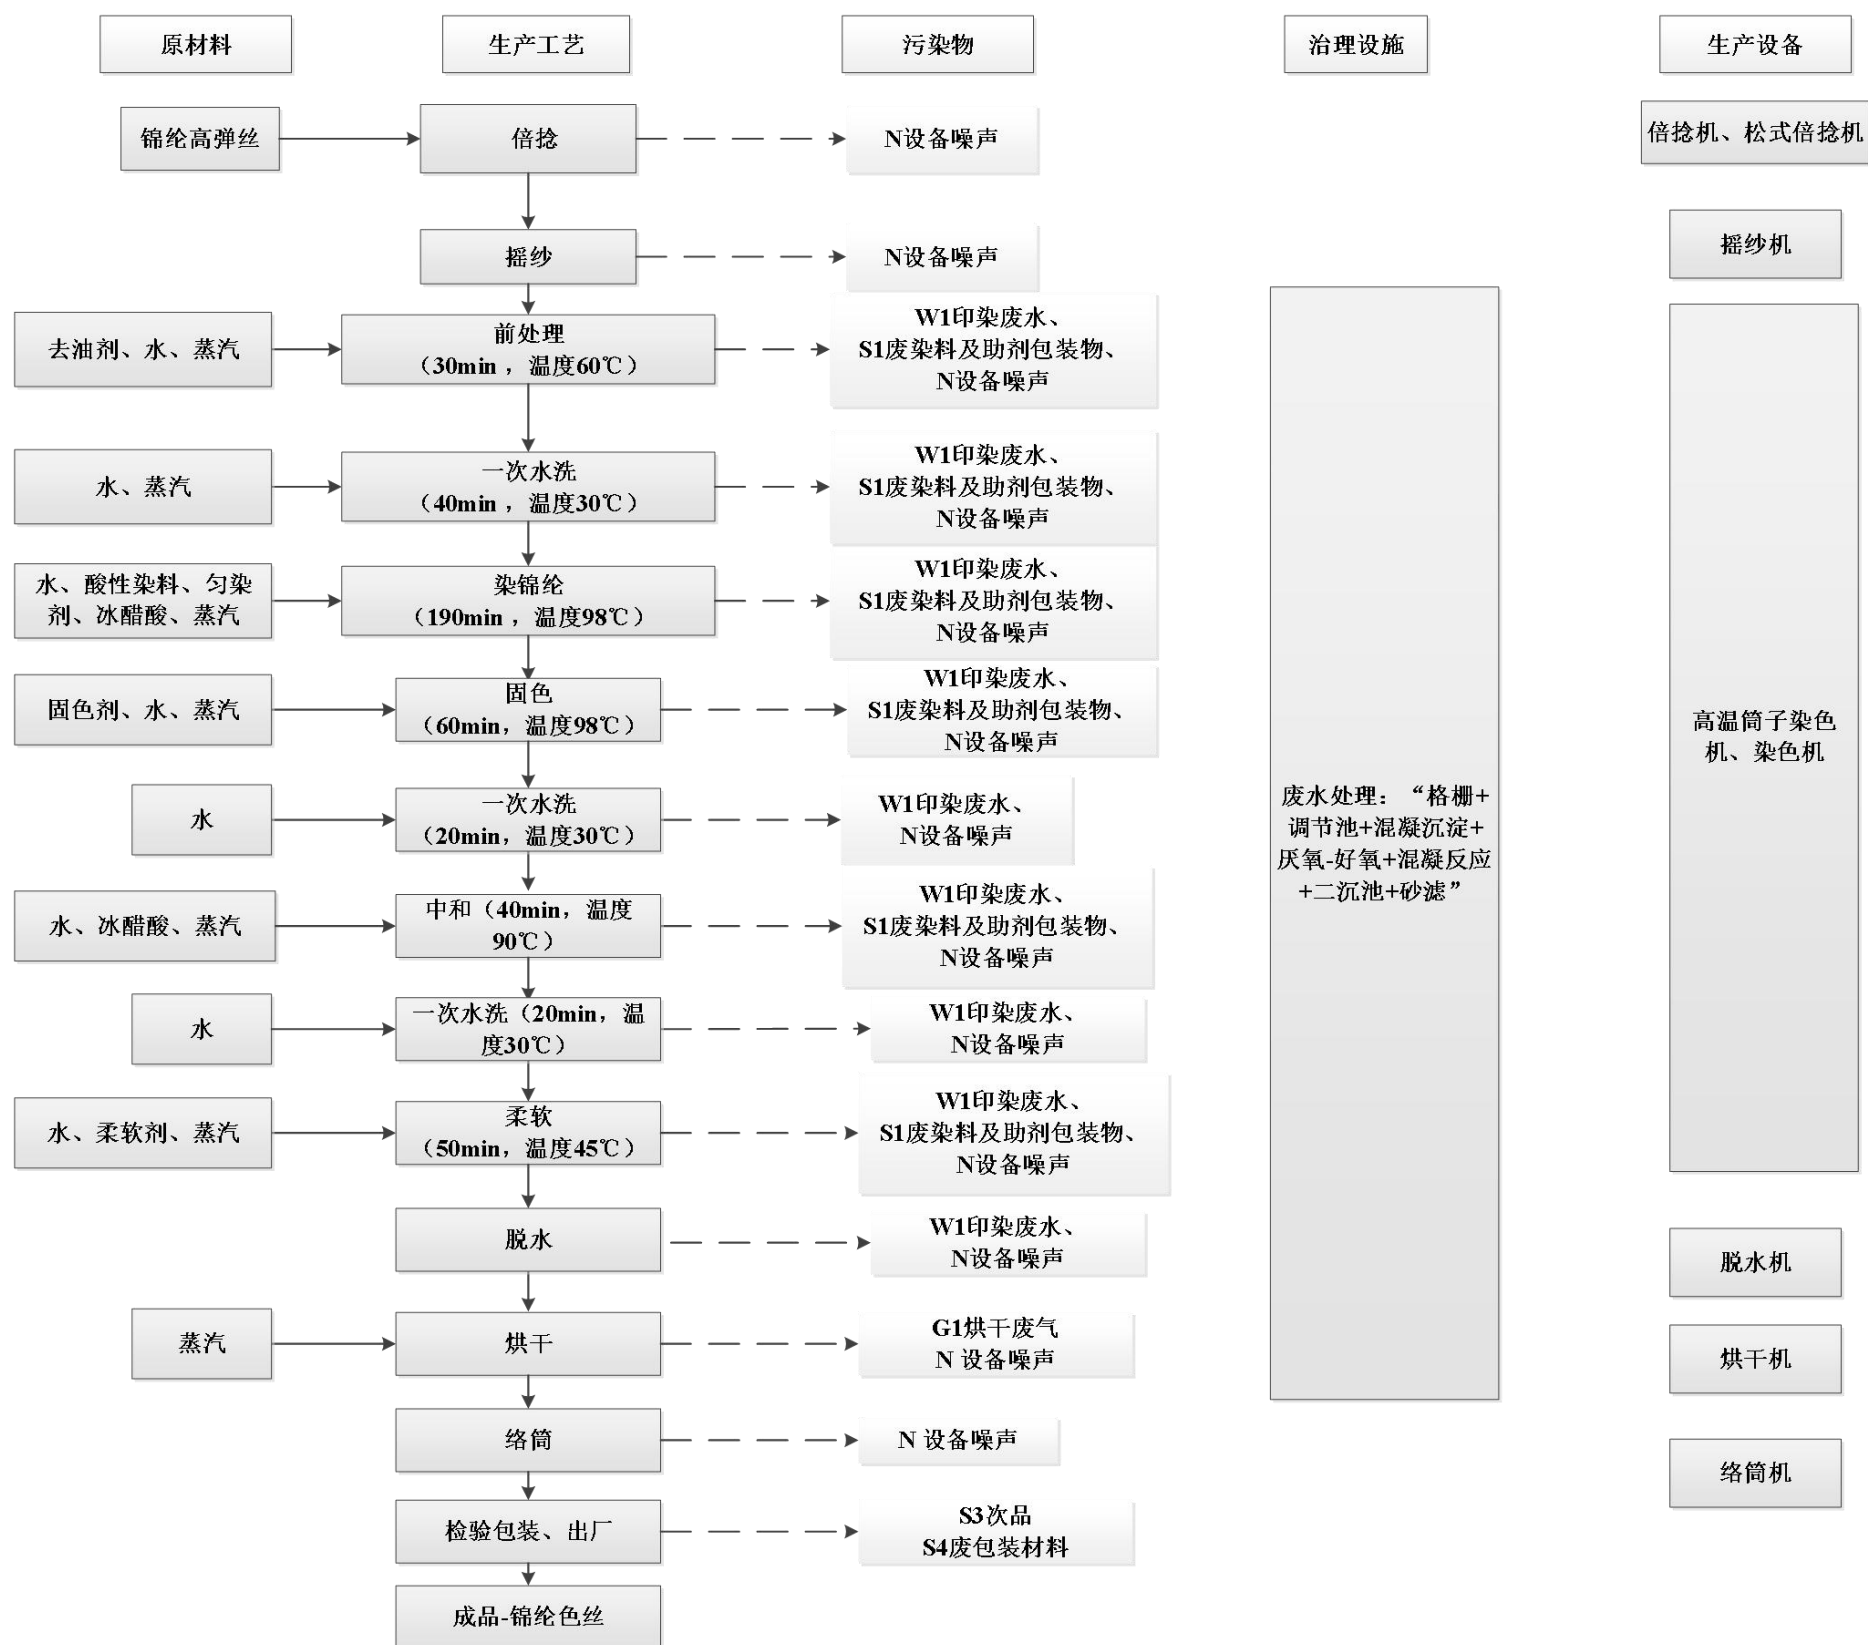 原材料
生产工艺
污染物
治理设施
生产设备
锦纶高弹丝
倍捻
N设备噪声
倍捻机、松式倍捻机
摇纱
N设备噪声
摇纱机
去油剂、水、蒸汽
前处理
（30min ，温度60℃）
W1印染废水、
S1废染料及助剂包装物、
N设备噪声
水、蒸汽
一次水洗
（40min ，温度30℃）
W1印染废水、
S1废染料及助剂包装物、
N设备噪声
水、酸性染料、匀染
剂、冰醋酸、蒸汽
染锦纶
（190min ，温度98℃）
W1印染废水、
S1废染料及助剂包装物、
N设备噪声
固色剂、水、蒸汽
固色
（60min，温度98℃）
W1印染废水、
S1废染料及助剂包装物、
N设备噪声
高温筒子染色
机、染色机
水
一次水洗
（20min，温度30℃）
W1印染废水、
N设备噪声
废水处理：“格栅+
调节池+混凝沉淀+
厌氧-好氧+混凝反应
+二沉池+砂滤”
水、冰醋酸、蒸汽
中和（40min，温度
90℃）
W1印染废水、
S1废染料及助剂包装物、
N设备噪声
水
一次水洗（20min，温
度30℃）
W1印染废水、
N设备噪声
水、柔软剂、蒸汽
柔软
（50min，温度45℃）
W1印染废水、
S1废染料及助剂包装物、
N设备噪声
脱水
W1印染废水、
N设备噪声
脱水机
蒸汽
烘干
G1烘干废气
N 设备噪声
烘干机
络筒
N 设备噪声
络筒机
检验包装、出厂
S3次品
S4废包装材料
成品-锦纶色丝